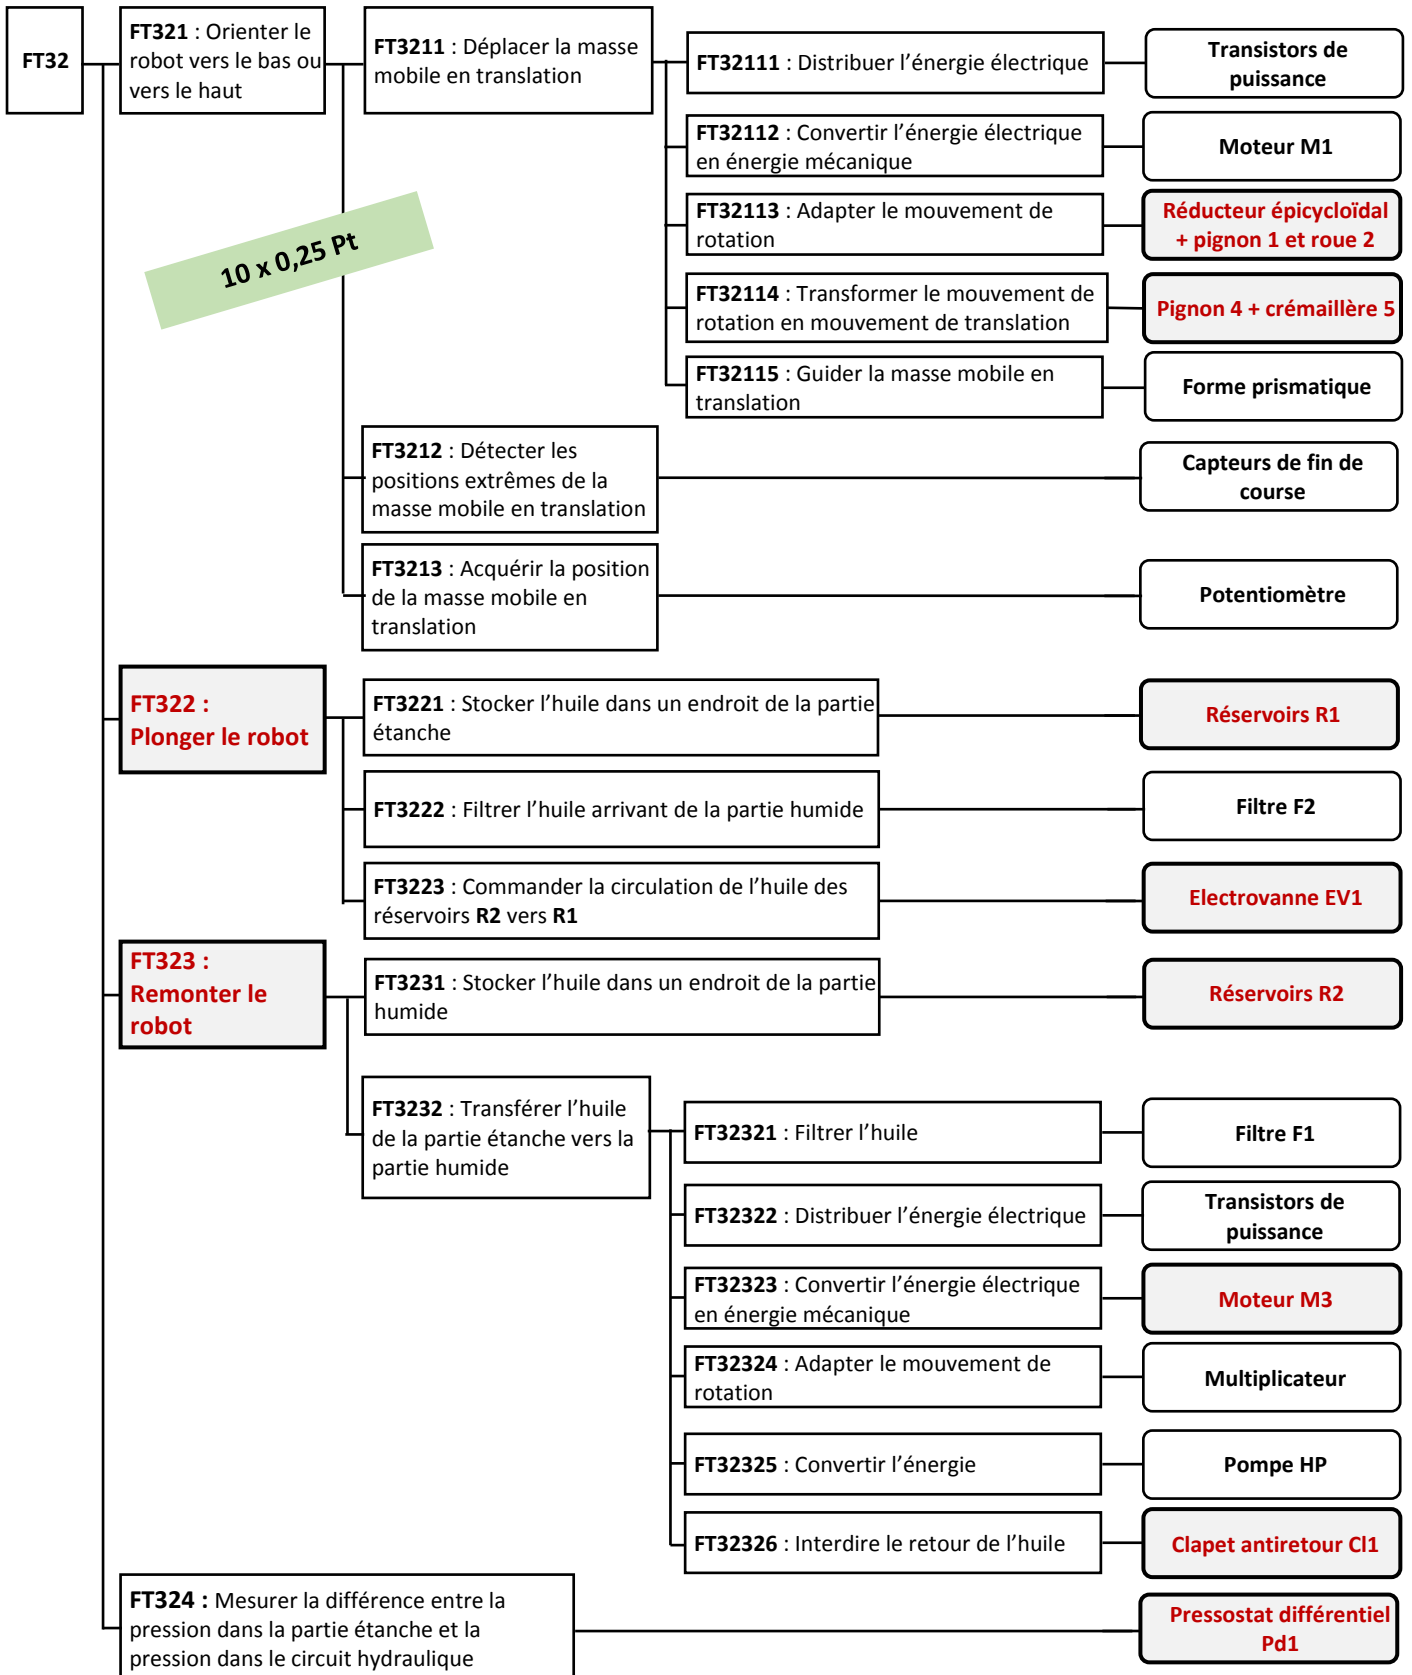 FT32
FT321 : Orienter le
robot vers le bas ou
vers le haut
FT3211 : Déplacer la masse
mobile en translation
FT32111 : Distribuer l’énergie électrique
Transistors de
puissance
FT32112 : Convertir l’énergie électrique
en énergie mécanique
Moteur M1
FT32113 : Adapter le mouvement de
rotation
Réducteur épicycloïdal
+ pignon 1 et roue 2
10 x 0,25 Pt
FT32114 : Transformer le mouvement de
rotation en mouvement de translation
Pignon 4 + crémaillère 5
FT32115 : Guider la masse mobile en
translation
Forme prismatique
FT3212 : Détecter les
positions extrêmes de la
masse mobile en translation
Capteurs de fin de
course
FT3213 : Acquérir la position
de la masse mobile en
translation
Potentiomètre
FT322 :
Plonger le robot
FT3221 : Stocker l’huile dans un endroit de la partie
étanche
Réservoirs R1
FT3222 : Filtrer l’huile arrivant de la partie humide
Filtre F2
FT3223 : Commander la circulation de l’huile des
réservoirs R2 vers R1
Electrovanne EV1
FT323 :
Remonter le
robot
FT3231 : Stocker l’huile dans un endroit de la partie
humide
Réservoirs R2
FT3232 : Transférer l’huile
de la partie étanche vers la
partie humide
FT32321 : Filtrer l’huile
Filtre F1
FT32322 : Distribuer l’énergie électrique
Transistors de
puissance
FT32323 : Convertir l’énergie électrique
en énergie mécanique
Moteur M3
FT32324 : Adapter le mouvement de
rotation
Multiplicateur
FT32325 : Convertir l’énergie
Pompe HP
FT32326 : Interdire le retour de l’huile
Clapet antiretour Cl1
FT324 : Mesurer la différence entre la
pression dans la partie étanche et la
pression dans le circuit hydraulique
Pressostat différentiel
Pd1